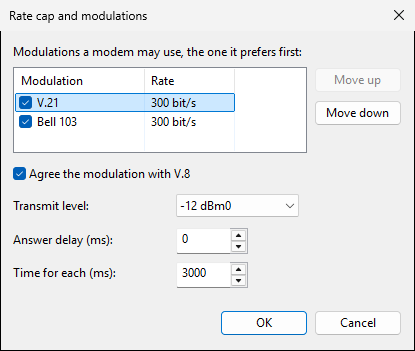 Rate cap and modulations
Modulations a modem may use, the one it prefers first:
Modulation Rate
V.21 300 bit/s
Bell 103 300 bit/s
Move up
Move down
Agree the modulation with V.8
Transmit level: -12 dBm0
Answer delay (ms): 0
Time for each (ms): 3000
OK Cancel